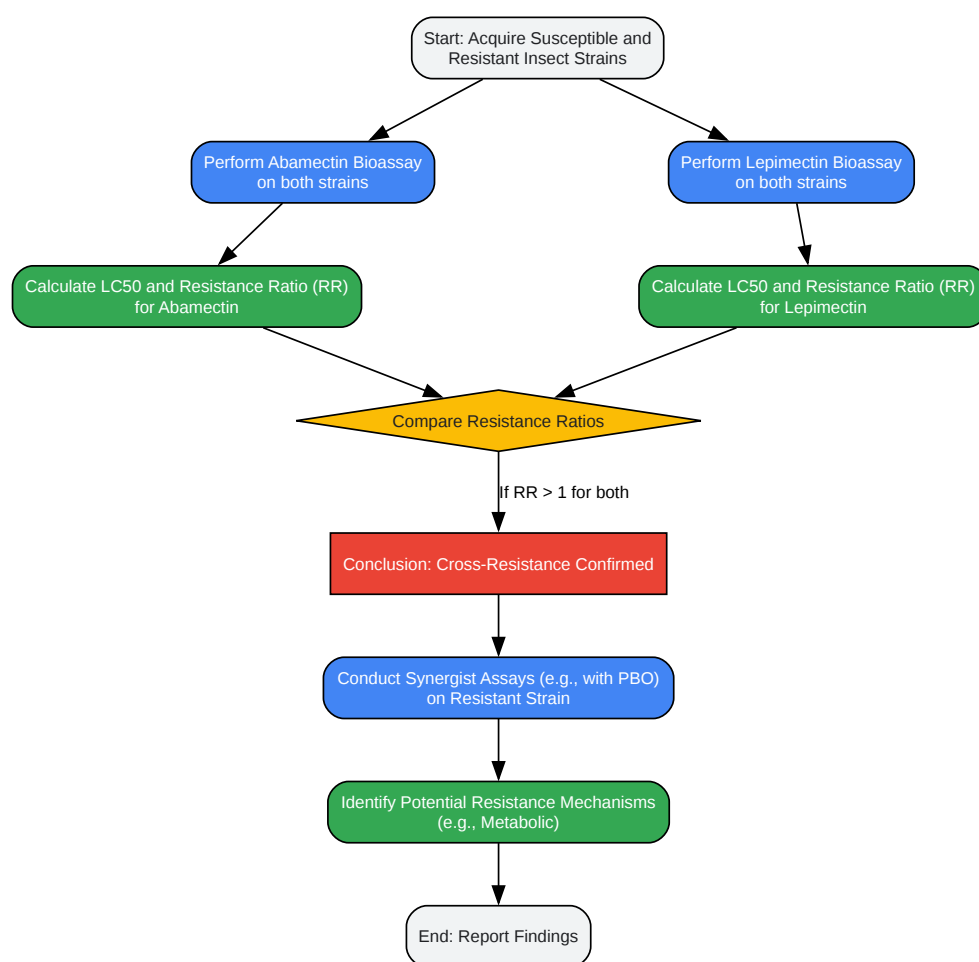 Start: Acquire Susceptible and
Resistant Insect Strains
Perform Abamectin Bioassay
on both strains
Perform Lepimectin Bioassay
on both strains
Calculate LC50 and Resistance Ratio (RR)
for Abamectin
Calculate LC50 and Resistance Ratio (RR)
for Lepimectin
Compare Resistance Ratios
If RR > 1 for both
Conclusion: Cross-Resistance Confirmed
Conduct Synergist Assays (e.g., with PBO)
on Resistant Strain
Identify Potential Resistance Mechanisms
(e.g., Metabolic)
End: Report Findings